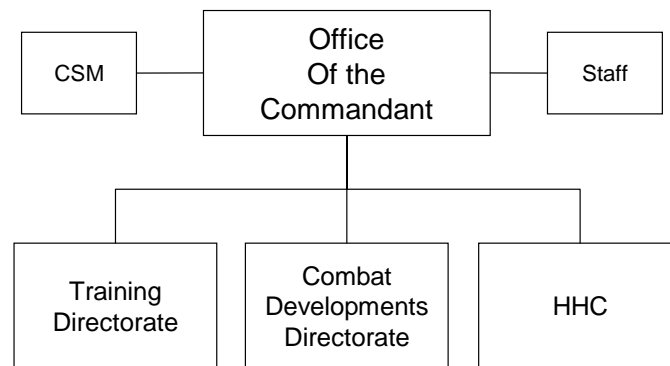 Office
Of the
Commandant
CSM
Staff
Training
Directorate
Combat
Developments
Directorate
HHC